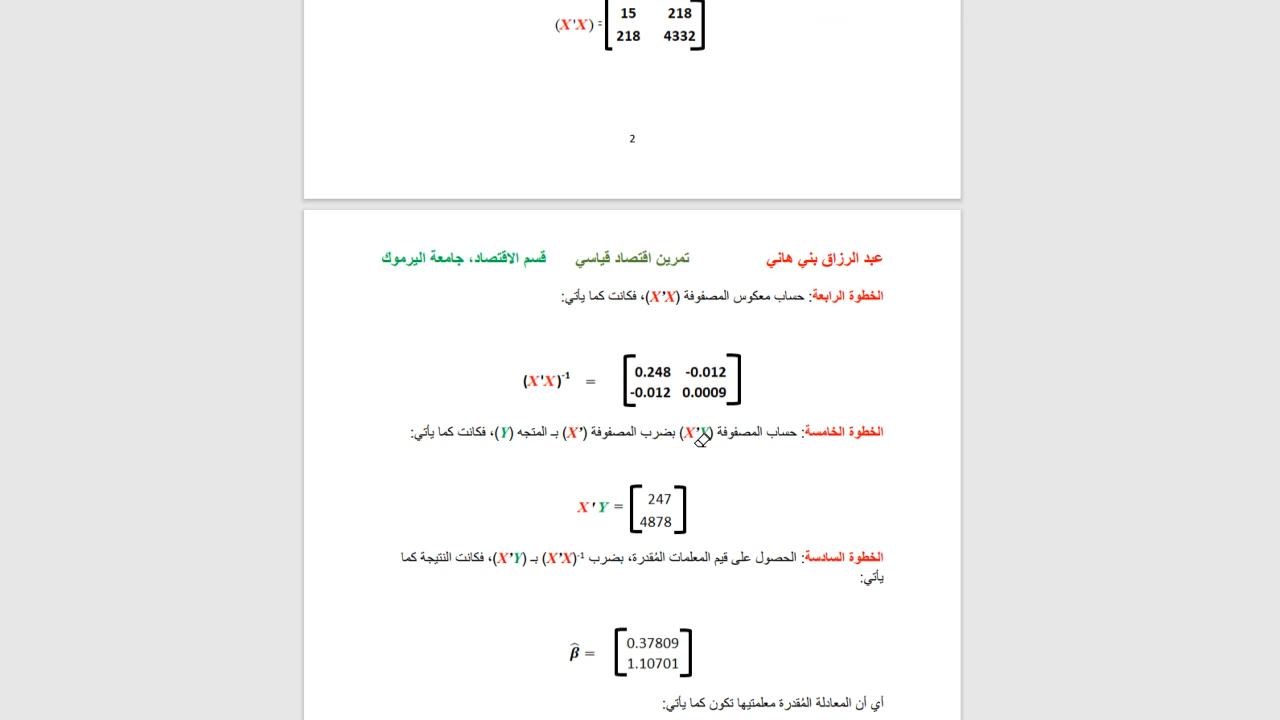 15 218
(X'X) =
218 4332
2
عبد الرزاق بني هاني تمرين اقتصاد قياسي قسم الاقتصاد، جامعة اليرموك
الخطوة الرابعة: حساب معكوس المصفوفة (X’X)، فكانت كما يأتي:
0.248 -0.012
(X'X)-1 =
-0.012 0.0009
الخطوة الخامسة: حساب المصفوفة (X’Y) بضرب المصفوفة (X’) بـ المتجه (Y)، فكانت كما يأتي:
247
X'Y =
4878
الخطوة السادسة: الحصول على قيم المعلمات المُقدرة، بضرب (X’X)-1 بـ (X’Y)، فكانت النتيجة كما
يأتي:
0.37809
β̂ =
1.10701
أي أن المعادلة المُقدرة معلمتيها تكون كما يأتي: